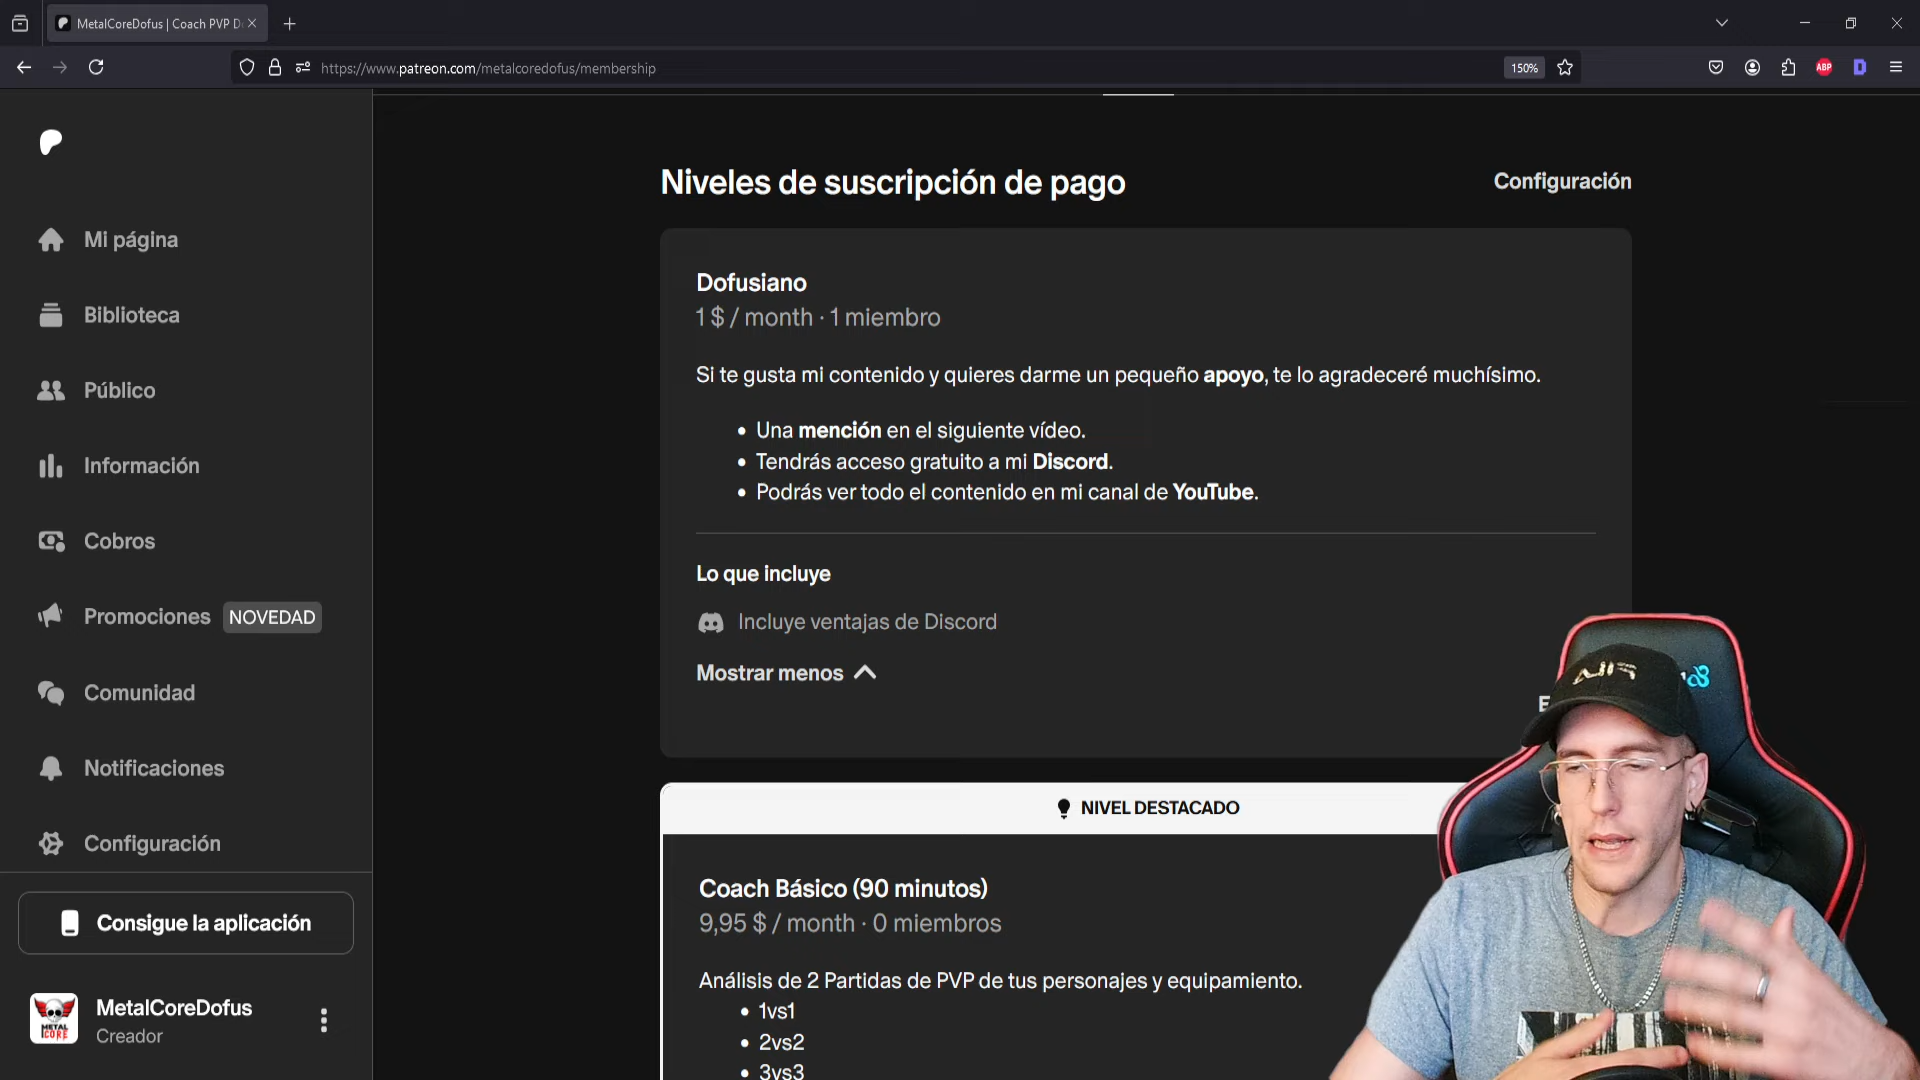 MetalCoreDofus | Coach PVP D
https://www.patreon.com/metalcoredofus/membership
150%
ABP
Niveles de suscripción de pago
Configuración
Mi página
Biblioteca
Público
Información
Cobros
Promociones NOVEDAD
Comunidad
Notificaciones
Configuración
Consigue la aplicación
METAL
CORE
MetalCoreDofus
Creador
Dofusiano
1 $ / month · 1 miembro
Si te gusta mi contenido y quieres darme un pequeño apoyo, te lo agradeceré muchísimo.
• Una mención en el siguiente vídeo.
• Tendrás acceso gratuito a mi Discord.
• Podrás ver todo el contenido en mi canal de YouTube.
Lo que incluye
Incluye ventajas de Discord
Mostrar menos
NIVEL DESTACADO
Coach Básico (90 minutos)
9,95 $ / month · 0 miembros
Análisis de 2 Partidas de PVP de tus personajes y equipamiento.
• 1vs1
• 2vs2
• 3vs3